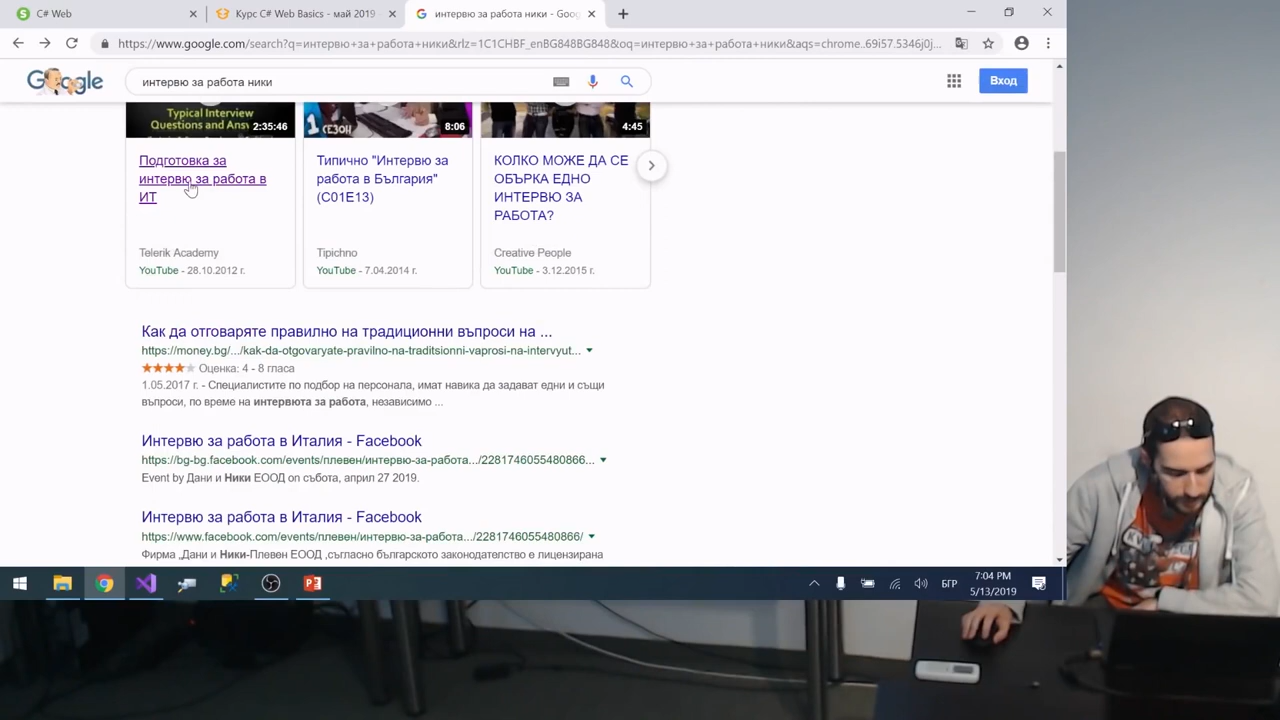 C# Web
Курс C# Web Basics - май 2019
интервю за работа ники - Goog
https://www.google.com/search?q=интервю+за+работа+ники&rlz=1C1CHBF_enBG848BG848&oq=интервю+за+работа+ники&aqs=chrome..69i57.5346j0j...
Google
интервю за работа ники
Вход
Typical Interview
Questions and Answ
2:35:46
1 СЕЗОН
8:06
4:45
Подготовка за
интервю за работа в
ИТ
Telerik Academy
YouTube - 28.10.2012 г.
Типично "Интервю за
работа в България"
(С01Е13)
Tipichno
YouTube - 7.04.2014 г.
КОЛКО МОЖЕ ДА СЕ
ОБЪРКА ЕДНО
ИНТЕРВЮ ЗА
РАБОТА?
Creative People
YouTube - 3.12.2015 г.
Как да отговаряте правилно на традиционни въпроси на ...
https://money.bg/.../kak-da-otgovaryate-pravilno-na-traditsionni-vaprosi-na-intervyut...
Оценка: 4 - 8 гласа
1.05.2017 г. - Специалистите по подбор на персонала, имат навика да задават едни и същи
въпроси, по време на интервюта за работа, независимо ...
Интервю за работа в Италия - Facebook
https://bg-bg.facebook.com/events/плевен/интервю-за-работа.../2281746055480866...
Event by Дани и Ники ЕООД on събота, април 27 2019.
Интервю за работа в Италия - Facebook
https://www.facebook.com/events/плевен/интервю-за-работа.../2281746055480866/
Фирма „Дани и Ники-Плевен ЕООД ,съгласно българското законодателство е лицензирана
БГР
7:04 PM
5/13/2019